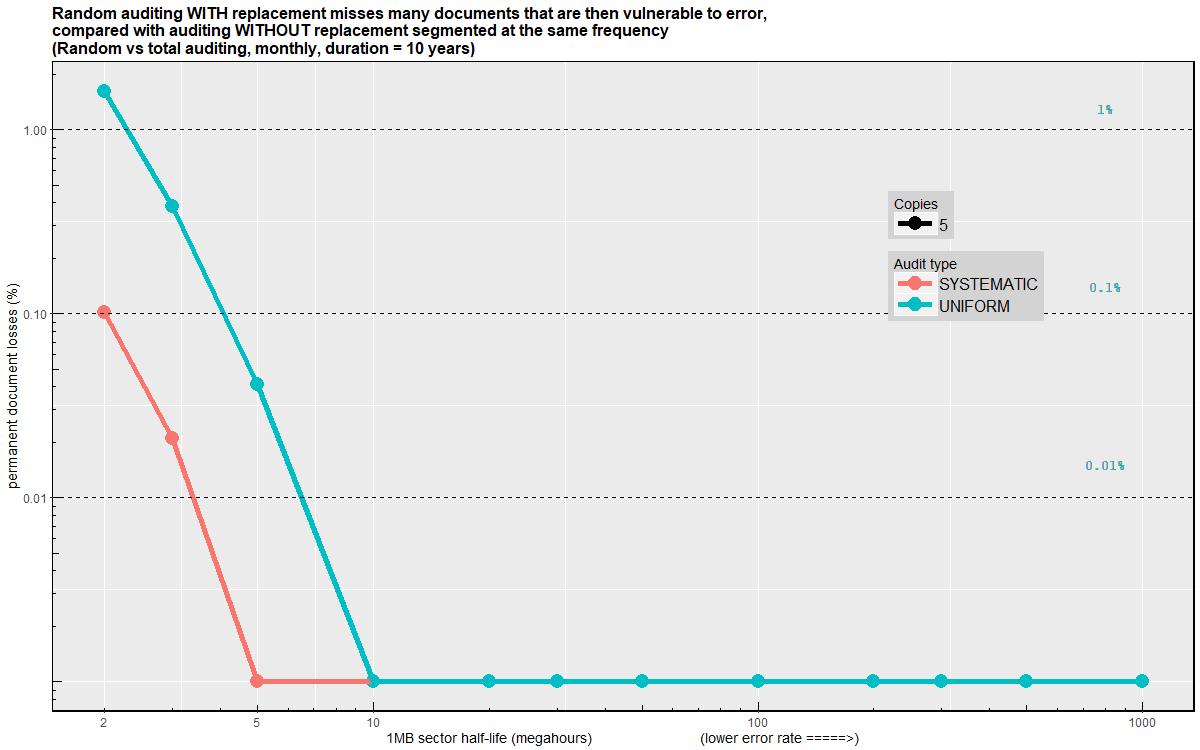 Random auditing WITH replacement misses many documents that are then vulnerable to error,
compared with auditing WITHOUT replacement segmented at the same frequency
(Random vs total auditing, monthly, duration = 10 years)
1%
1.00
Copies
5
Audit type
SYSTEMATIC
0.1%
UNIFORM
0.10
permanent document losses (%)
0.01%
0.01
2 5 10 100 1000
1MB sector half-life (megahours) (lower error rate =====>)